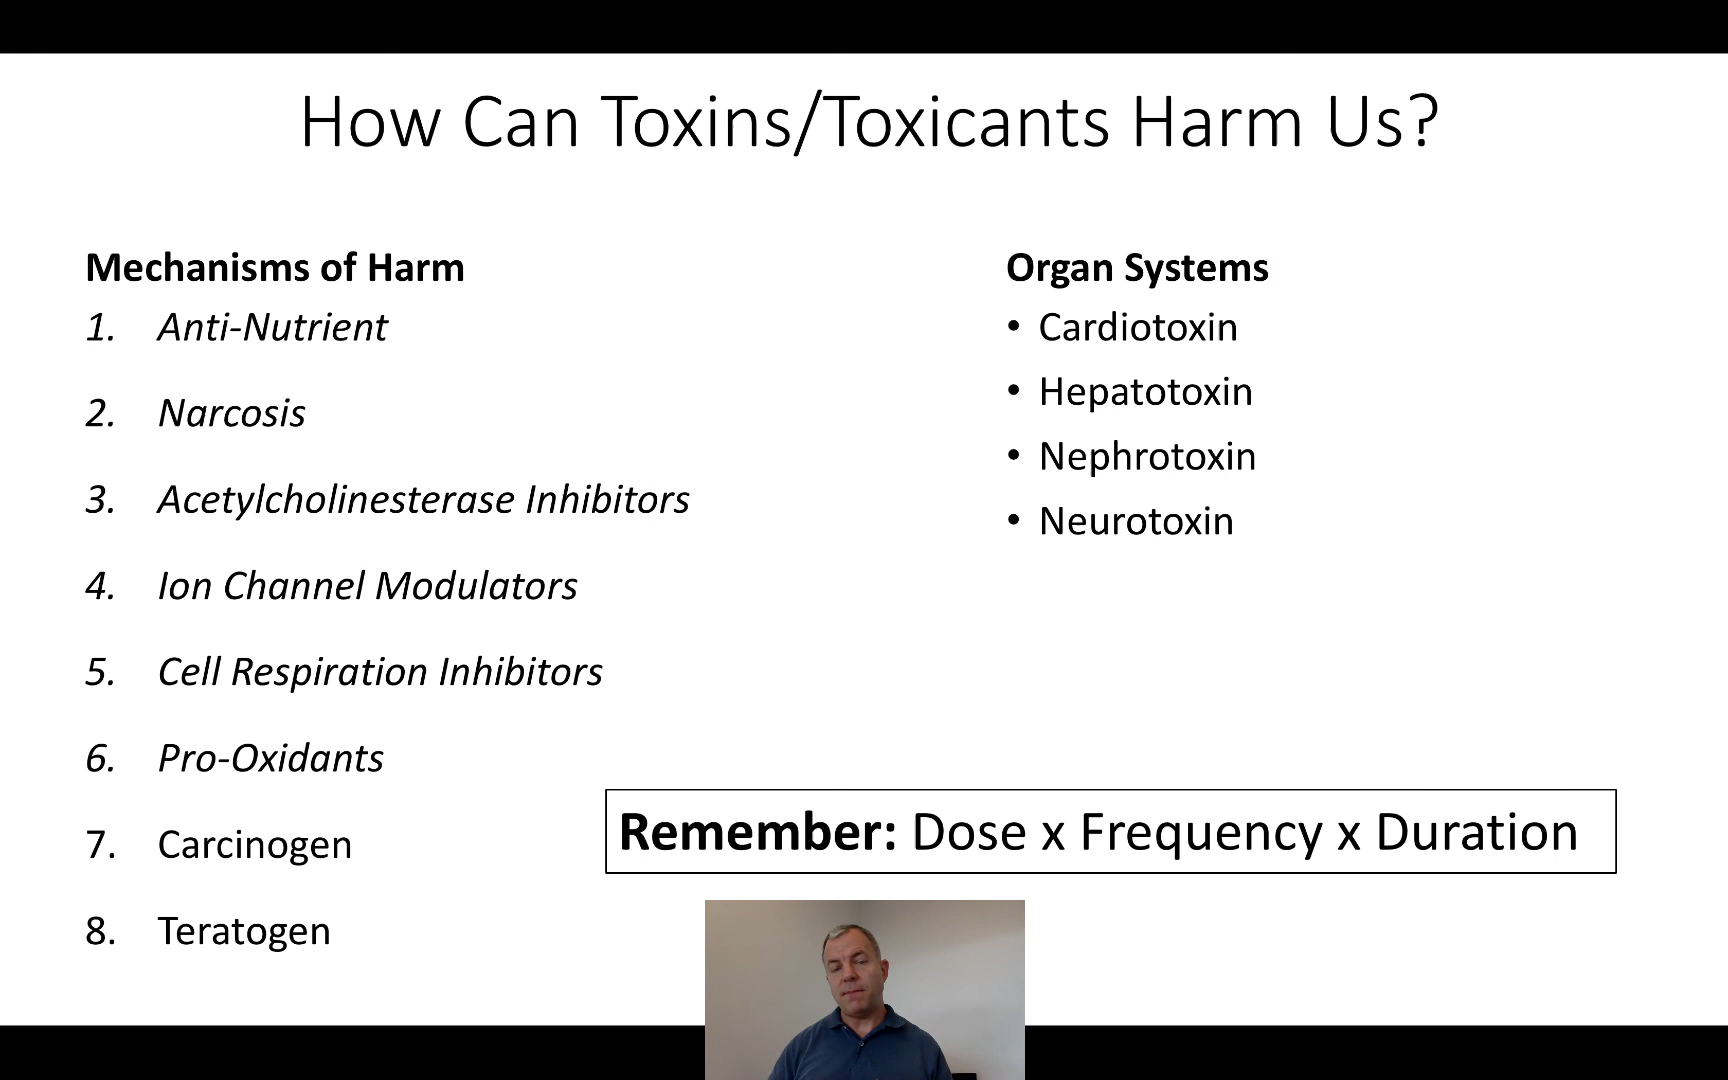 How Can Toxins/Toxicants Harm Us?
Mechanisms of Harm
1. Anti-Nutrient
2. Narcosis
3. Acetylcholinesterase Inhibitors
4. Ion Channel Modulators
5. Cell Respiration Inhibitors
6. Pro-Oxidants
7. Carcinogen
8. Teratogen
Organ Systems
• Cardiotoxin
• Hepatotoxin
• Nephrotoxin
• Neurotoxin
Remember: Dose x Frequency x Duration